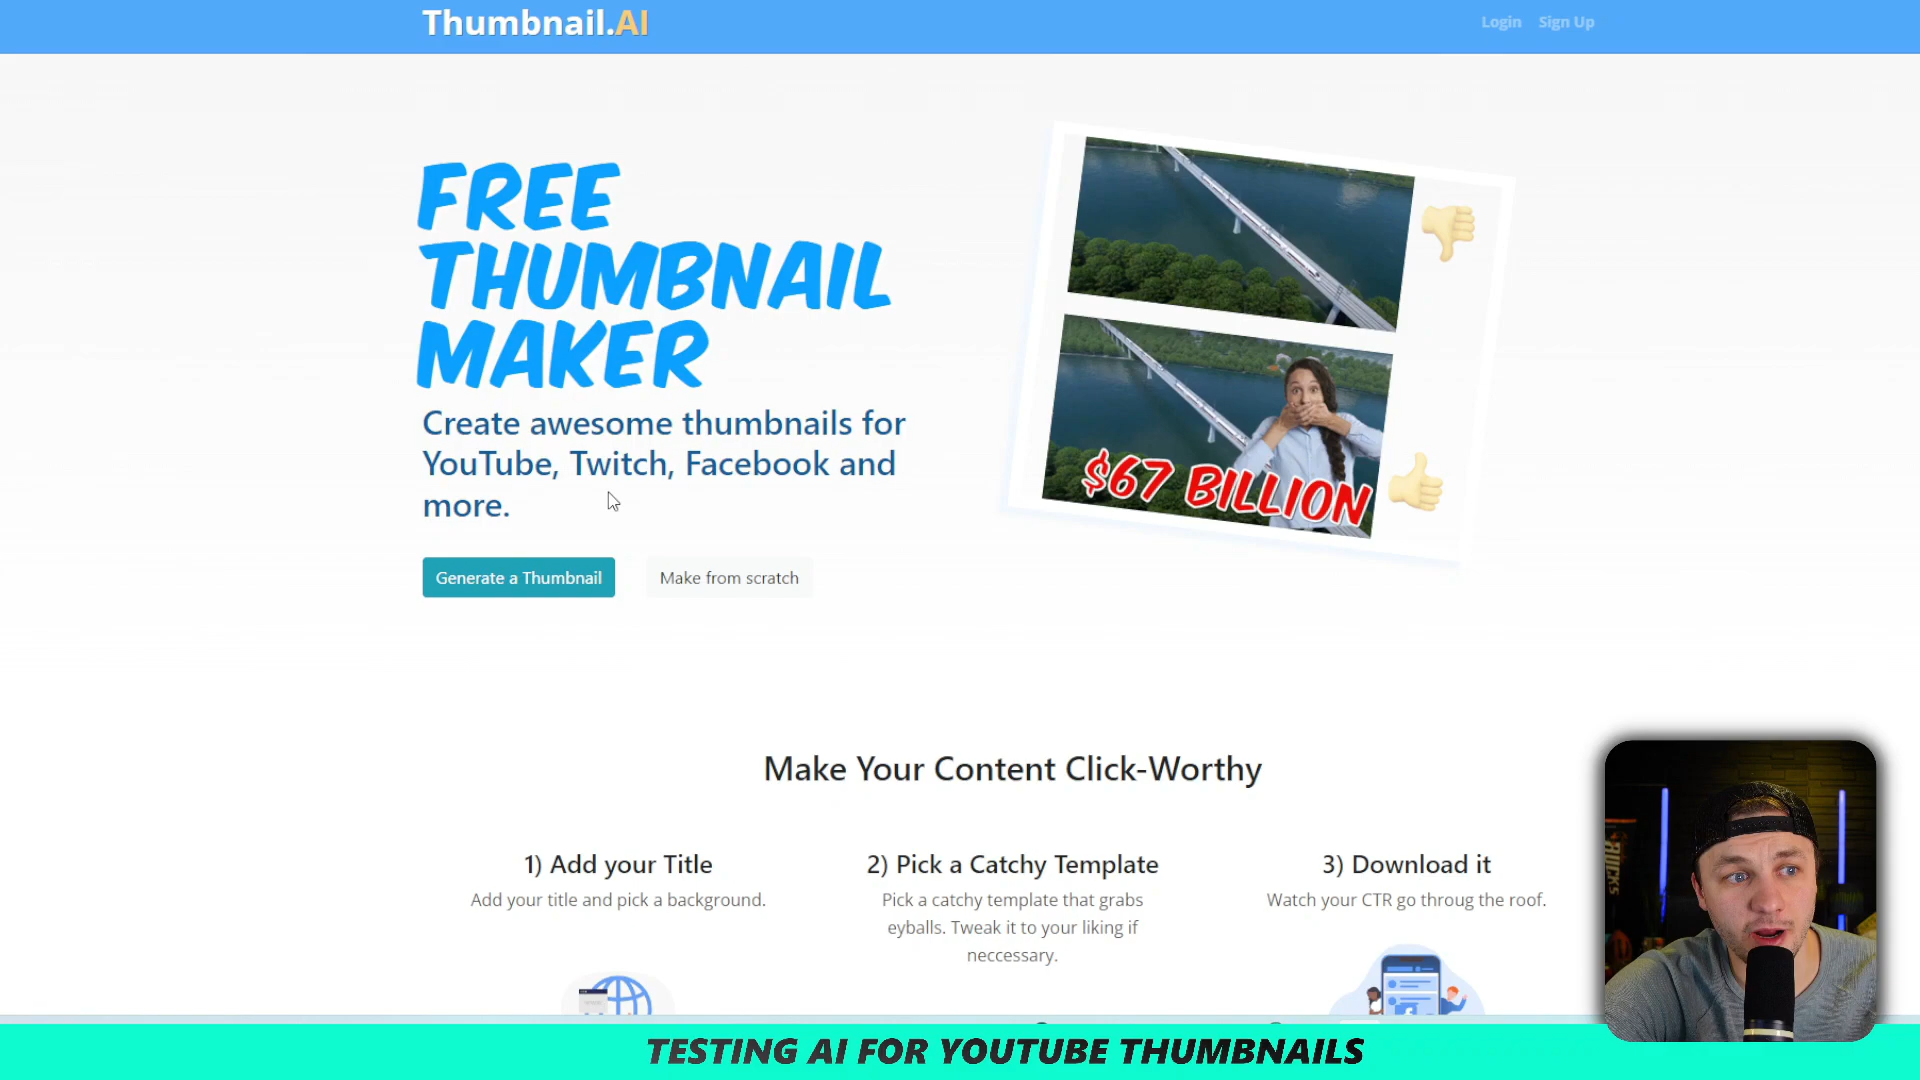 Thumbnail.AI
Login Sign Up
FREE
THUMBNAIL
MAKER
Create awesome thumbnails for
YouTube, Twitch, Facebook and
more.
Generate a Thumbnail
Make from scratch
$67 BILLION
Make Your Content Click-Worthy
1) Add your Title
Add your title and pick a background.
2) Pick a Catchy Template
Pick a catchy template that grabs
eyballs. Tweak it to your liking if
neccessary.
3) Download it
Watch your CTR go throug the roof.
BUCKS
TESTING AI FOR YOUTUBE THUMBNAILS